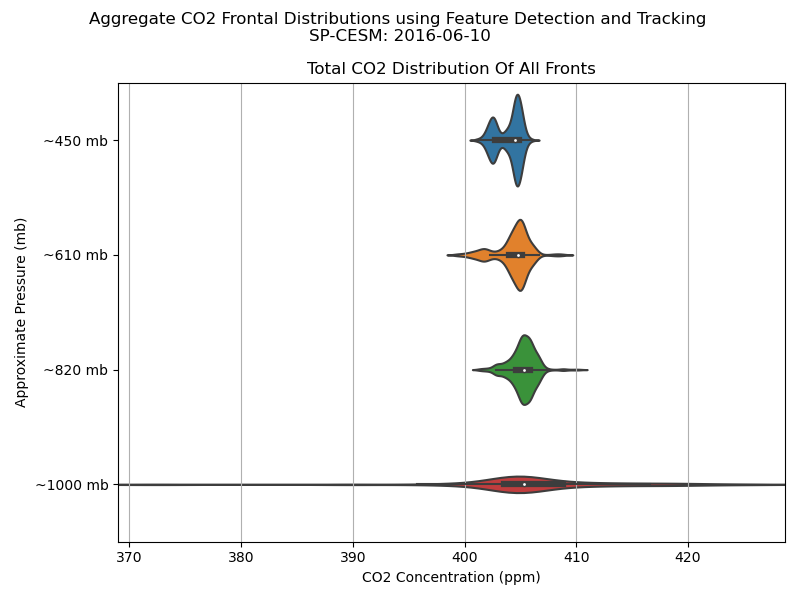 Aggregate CO2 Frontal Distributions using Feature Detection and Tracking
SP-CESM: 2016-06-10
Total CO2 Distribution Of All Fronts
Approximate Pressure (mb)
~450 mb
~610 mb
~820 mb
~1000 mb
370 380 390 400 410 420
CO2 Concentration (ppm)